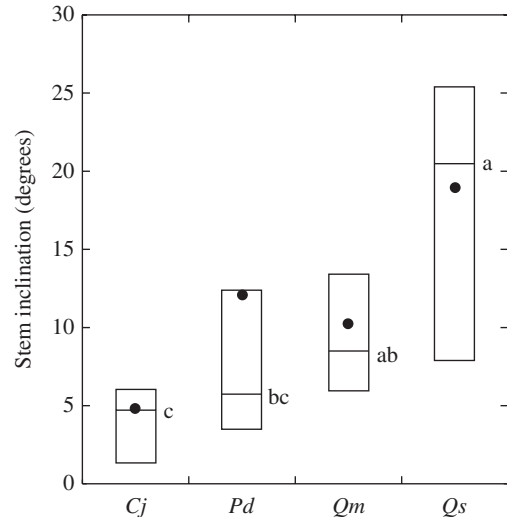 Stem inclination (degrees)
30
25
20
15
10
5
0
c
bc
ab
a
Cj Pd Qm Qs